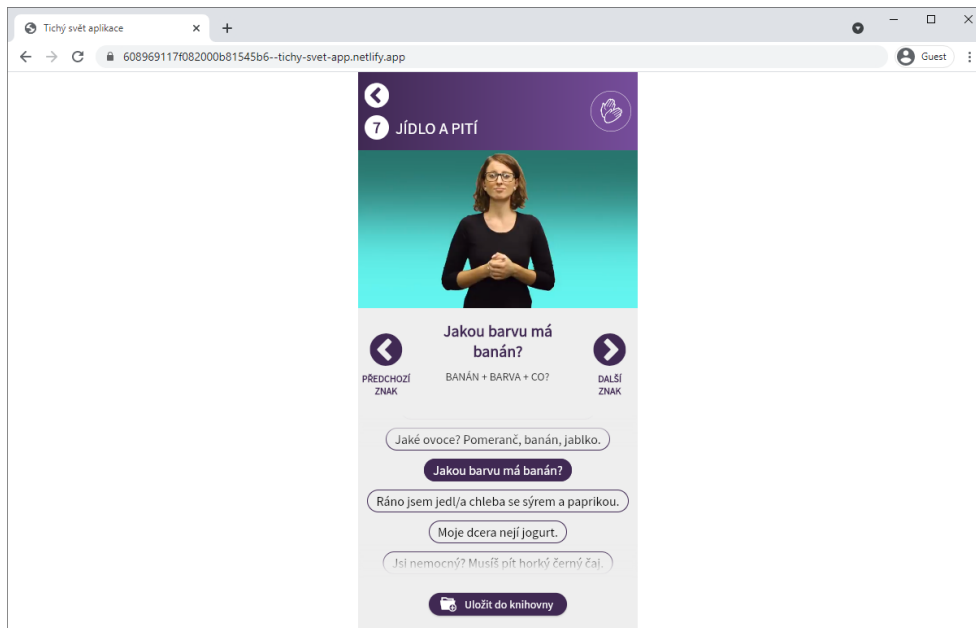 Tichý svět aplikace
608969117f082000b81545b6--tichy-svet-app.netlify.app
Guest
7 JÍDLO A PITÍ
Jakou barvu má
banán?
BANÁN + BARVA + CO?
PŘEDCHOZÍ
ZNAK
DALŠÍ
ZNAK
Jaké ovoce? Pomeranč, banán, jablko.
Jakou barvu má banán?
Ráno jsem jedl/a chleba se sýrem a paprikou.
Moje dcera nejí jogurt.
Jsi nemocný? Musíš pít horký černý čaj.
Uložit do knihovny